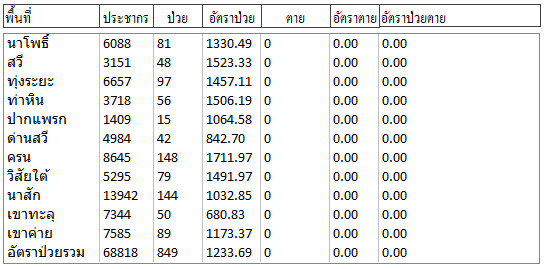 พื้นที่ ประชากร ป่วย อัตราป่วย ตาย อัตราตาย อัตราป่วยตาย
นาโพธิ์ 6088 81 1330.49 0 0.00 0.00
สวี 3151 48 1523.33 0 0.00 0.00
ทุ่งระยะ 6657 97 1457.11 0 0.00 0.00
ท่าหิน 3718 56 1506.19 0 0.00 0.00
ปากแพรก 1409 15 1064.58 0 0.00 0.00
ด่านสวี 4984 42 842.70 0 0.00 0.00
ครน 8645 148 1711.97 0 0.00 0.00
วิสัยใต้ 5295 79 1491.97 0 0.00 0.00
นาสัก 13942 144 1032.85 0 0.00 0.00
เขาทะลุ 7344 50 680.83 0 0.00 0.00
เขาค่าย 7585 89 1173.37 0 0.00 0.00
อัตราป่วยรวม 68818 849 1233.69 0 0.00 0.00